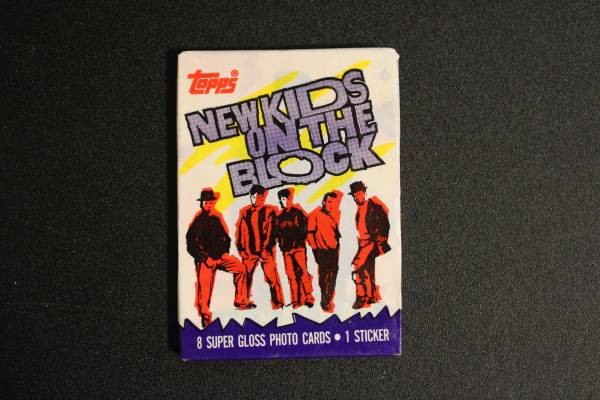 Topps®
NEW KIDS
ON THE
BLOCK
8 SUPER GLOSS PHOTO CARDS • 1 STICKER